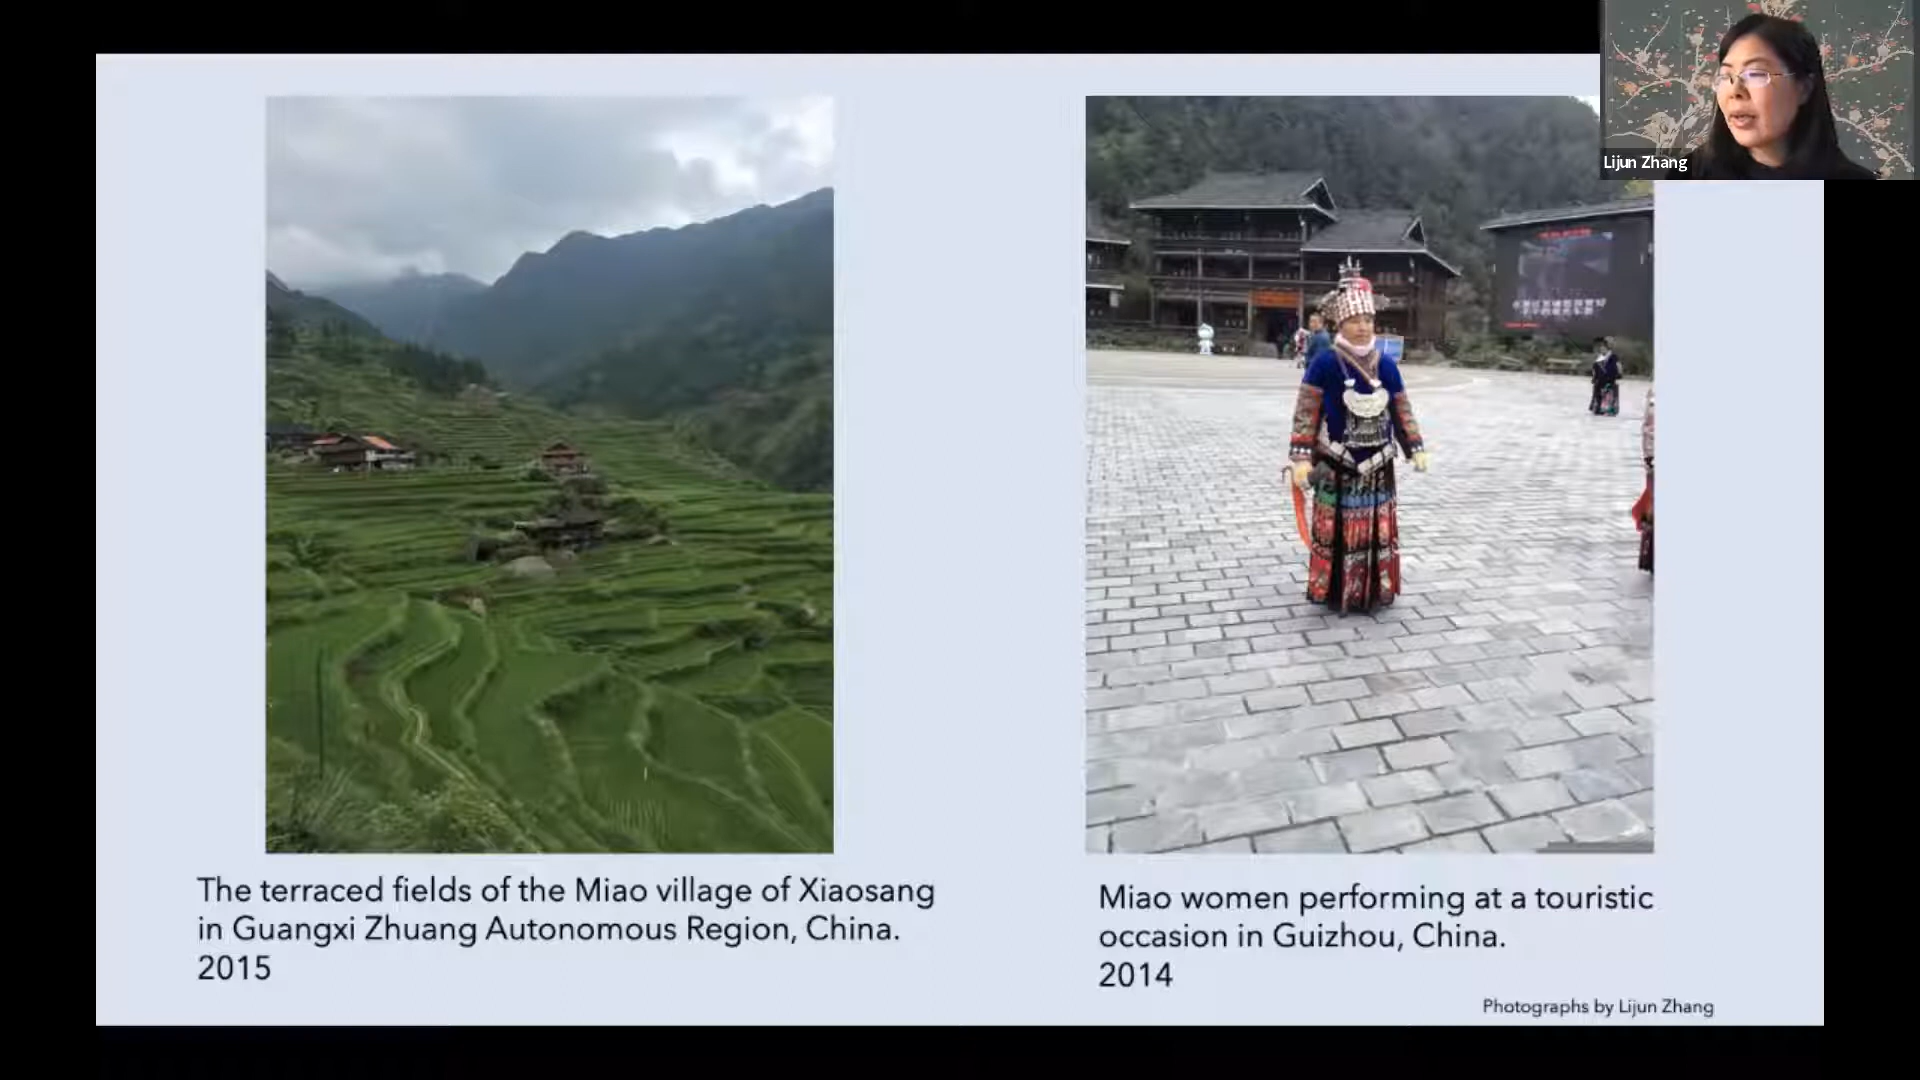 Lijun Zhang
The terraced fields of the Miao village of Xiaosang
in Guangxi Zhuang Autonomous Region, China.
2015
Miao women performing at a touristic
occasion in Guizhou, China.
2014
Photographs by Lijun Zhang